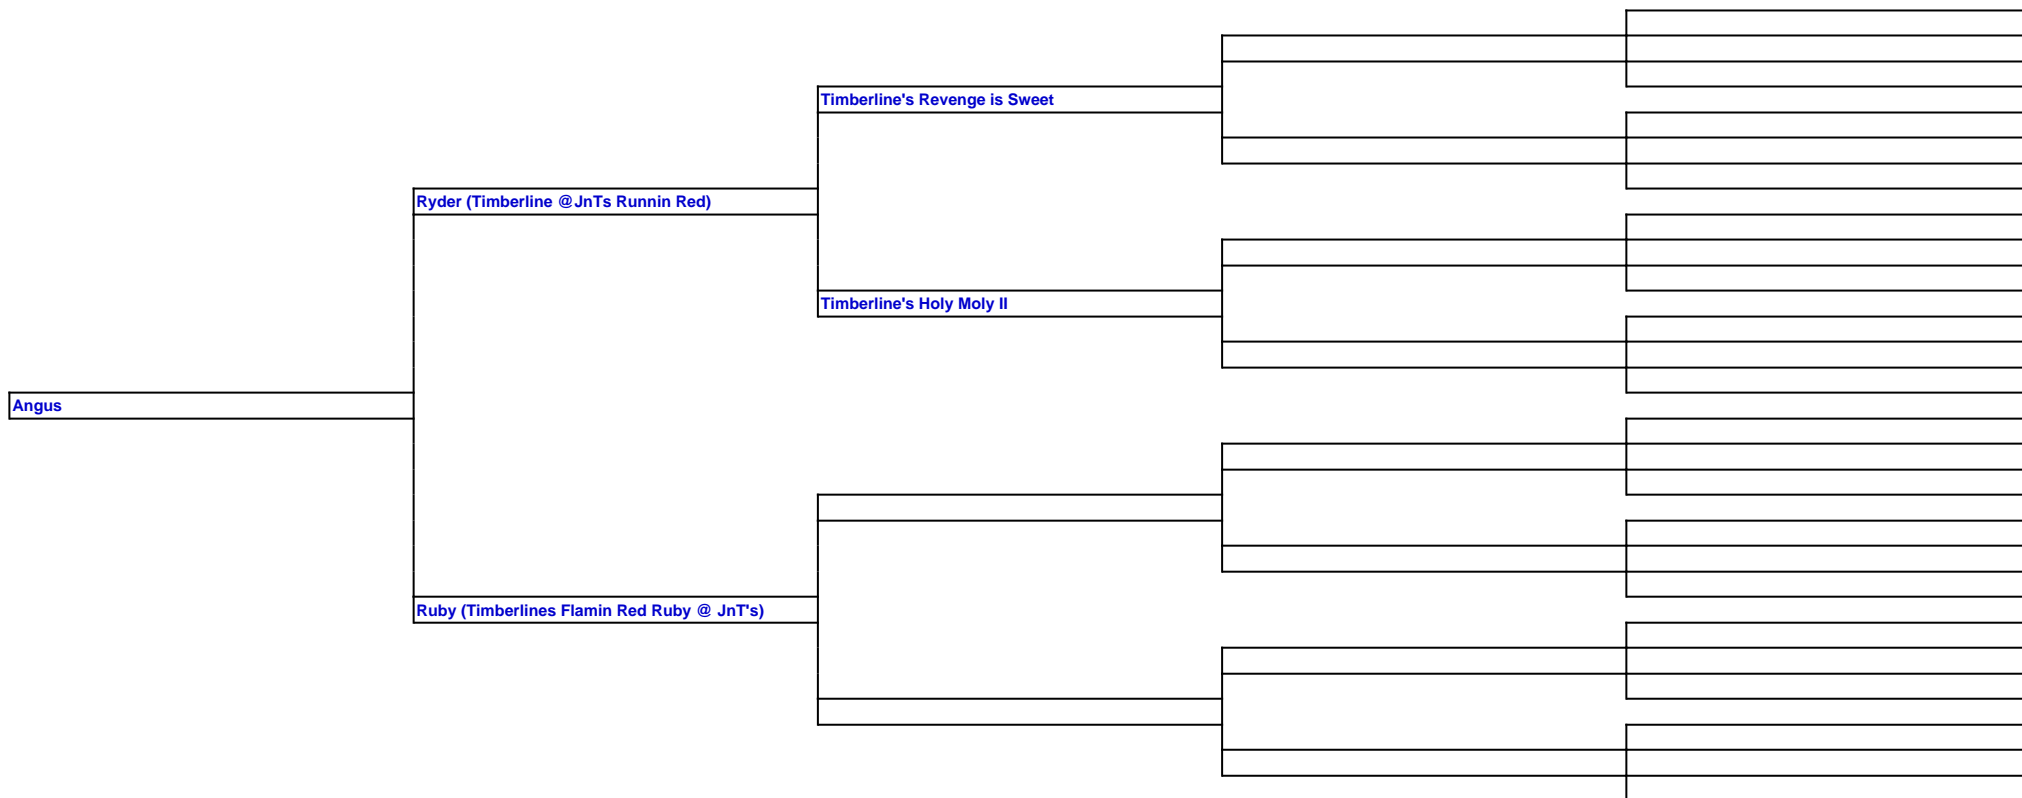 Timberline's Revenge is Sweet
Ryder (Timberline @JnTs Runnin Red)
Timberline's Holy Moly II
Angus
Ruby (Timberlines Flamin Red Ruby @ JnT's)